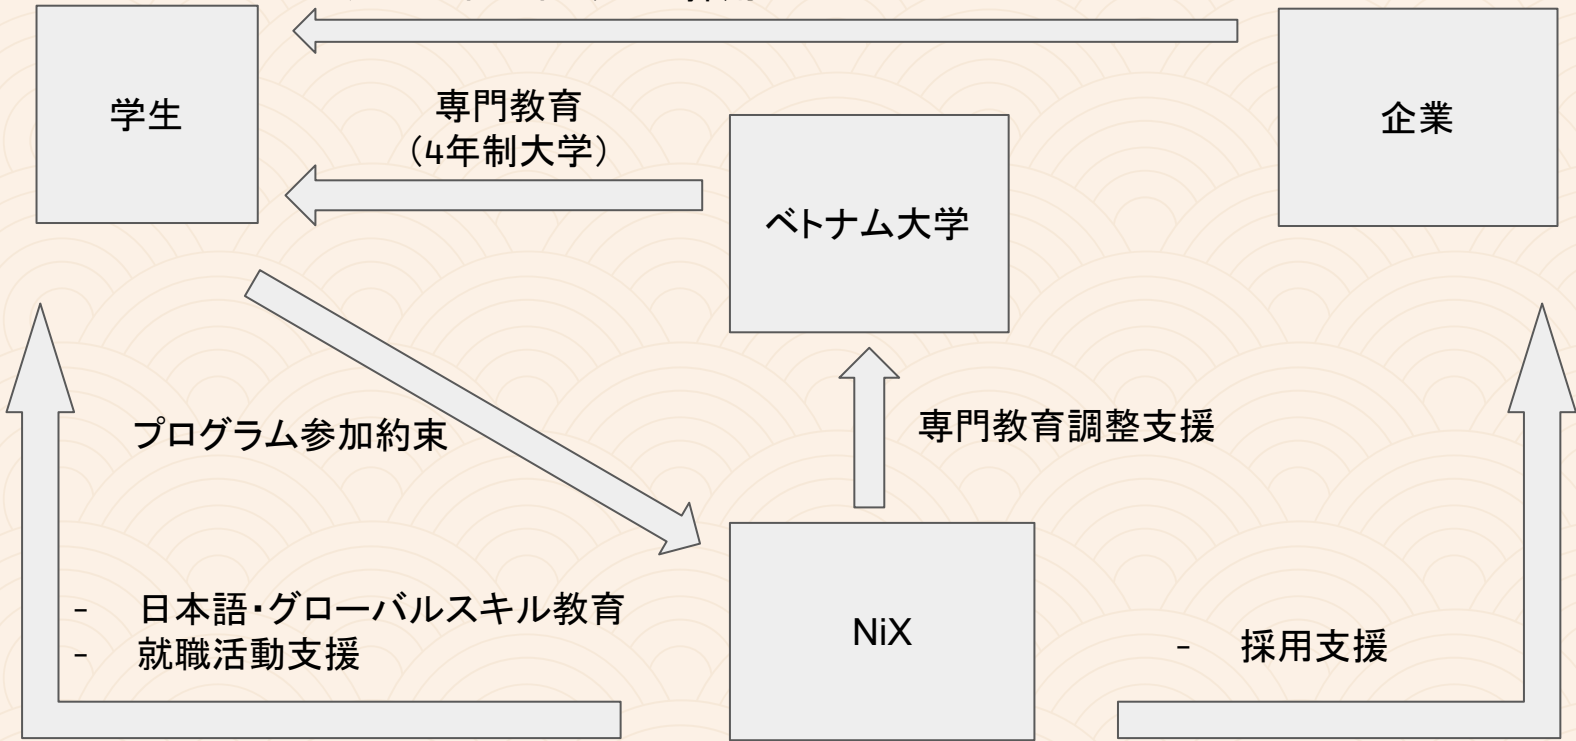 学生
企業
専門教育
（4年制大学）
ベトナム大学
プログラム参加約束
専門教育調整支援
- 日本語・グローバルスキル教育
- 就職活動支援
NiX
- 採用支援